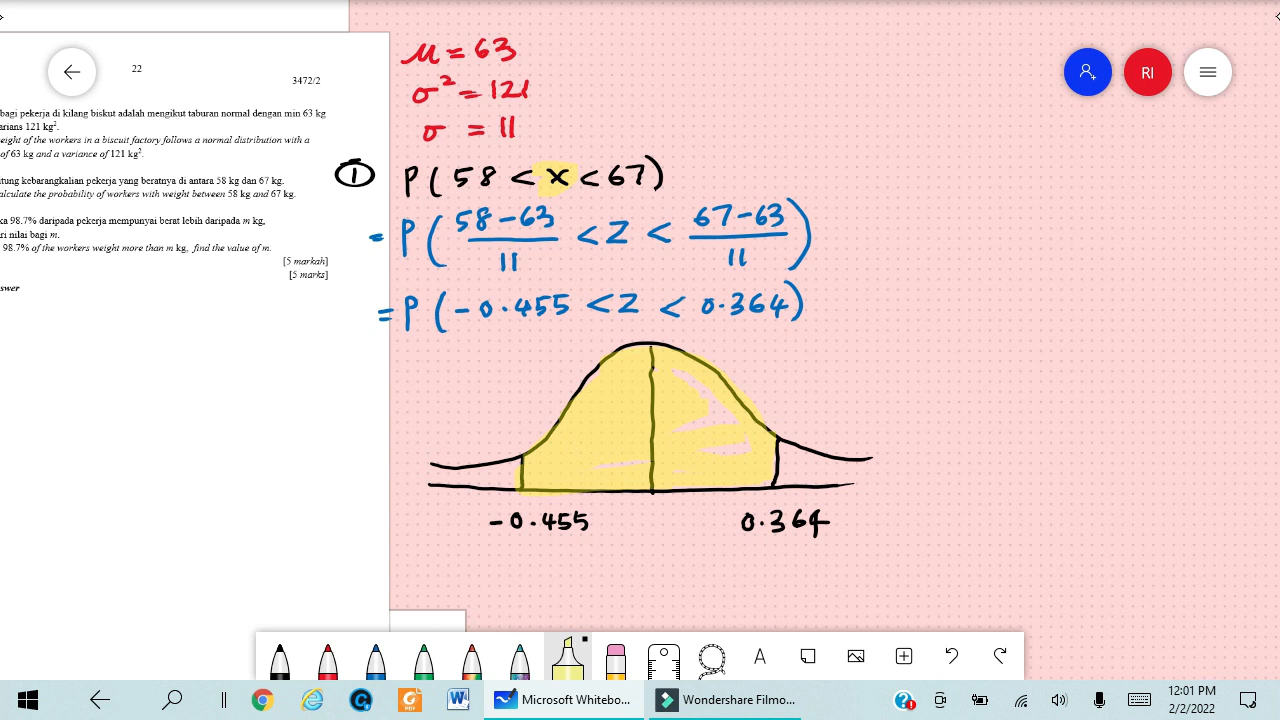 22
3472/2
bagi pekerja di kilang biskut adalah mengikut taburan normal dengan min 63 kg
arians 121 kg².
eight of the workers in a biscuit factory follows a normal distribution with a
of 63 kg and a variance of 121 kg².
itung kebarangkalian pekerja yang beratnya di antara 58 kg dan 67 kg.
alculate the probability of workers with weight between 58 kg and 67 kg.
98.7% daripada pekerja mempunyai berat lebih daripada m kg,
ri nilai bagi m.
98.7% of the workers weight more than m kg, find the value of m.
[5 markah]
[5 marks]
swer
μ = 63
σ² = 121
σ = 11
① P( 58 < x < 67)
= P( (58-63)/11 < Z < (67-63)/11 )
= P( -0.455 < Z < 0.364)
-0.455 0.364
RI
A
Microsoft Whitebo...
Wondershare Filmo...
12:01 PM
2/2/2022